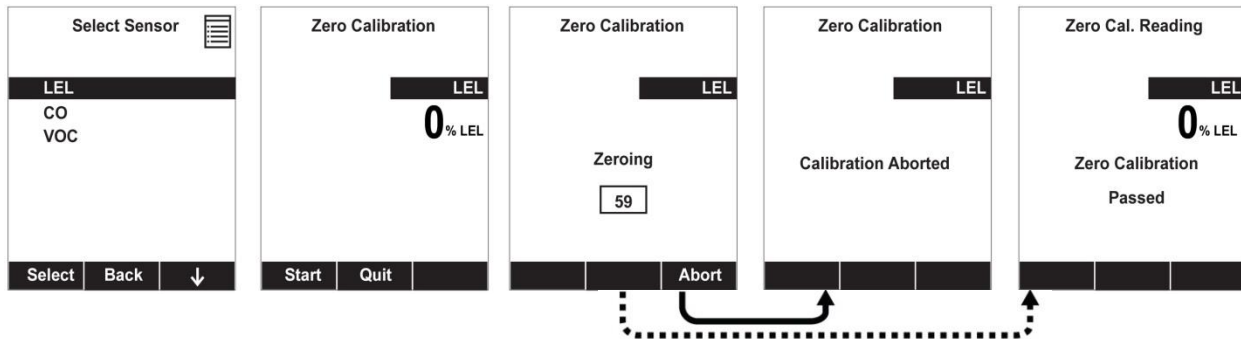 Select Sensor
LEL
CO
VOC
Select Back ↓
Zero Calibration
LEL
0 % LEL
Start Quit
Zero Calibration
LEL
Zeroing
59
Abort
Zero Calibration
LEL
Calibration Aborted
Zero Cal. Reading
LEL
0 % LEL
Zero Calibration
Passed